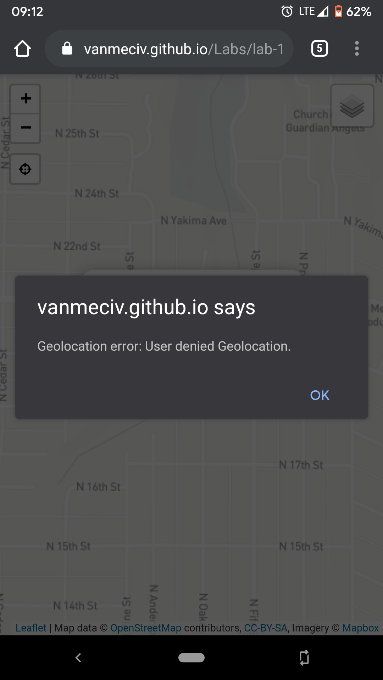 09:12
LTE 62%
vanmeciv.github.io/Labs/lab-1
5
N 26th St
+
−
Church
Guardian Angels
N Cedar St
N 25th St
N 24th St
N Yakima Ave
N Yakim
N 22nd St
vanmeciv.github.io says
Geolocation error: User denied Geolocation.
OK
N Cedar St
N 17th St
N 16th St
N 15th St
N 15th St
N 14th St
Leaflet | Map data © OpenStreetMap contributors, CC-BY-SA, Imagery © Mapbox